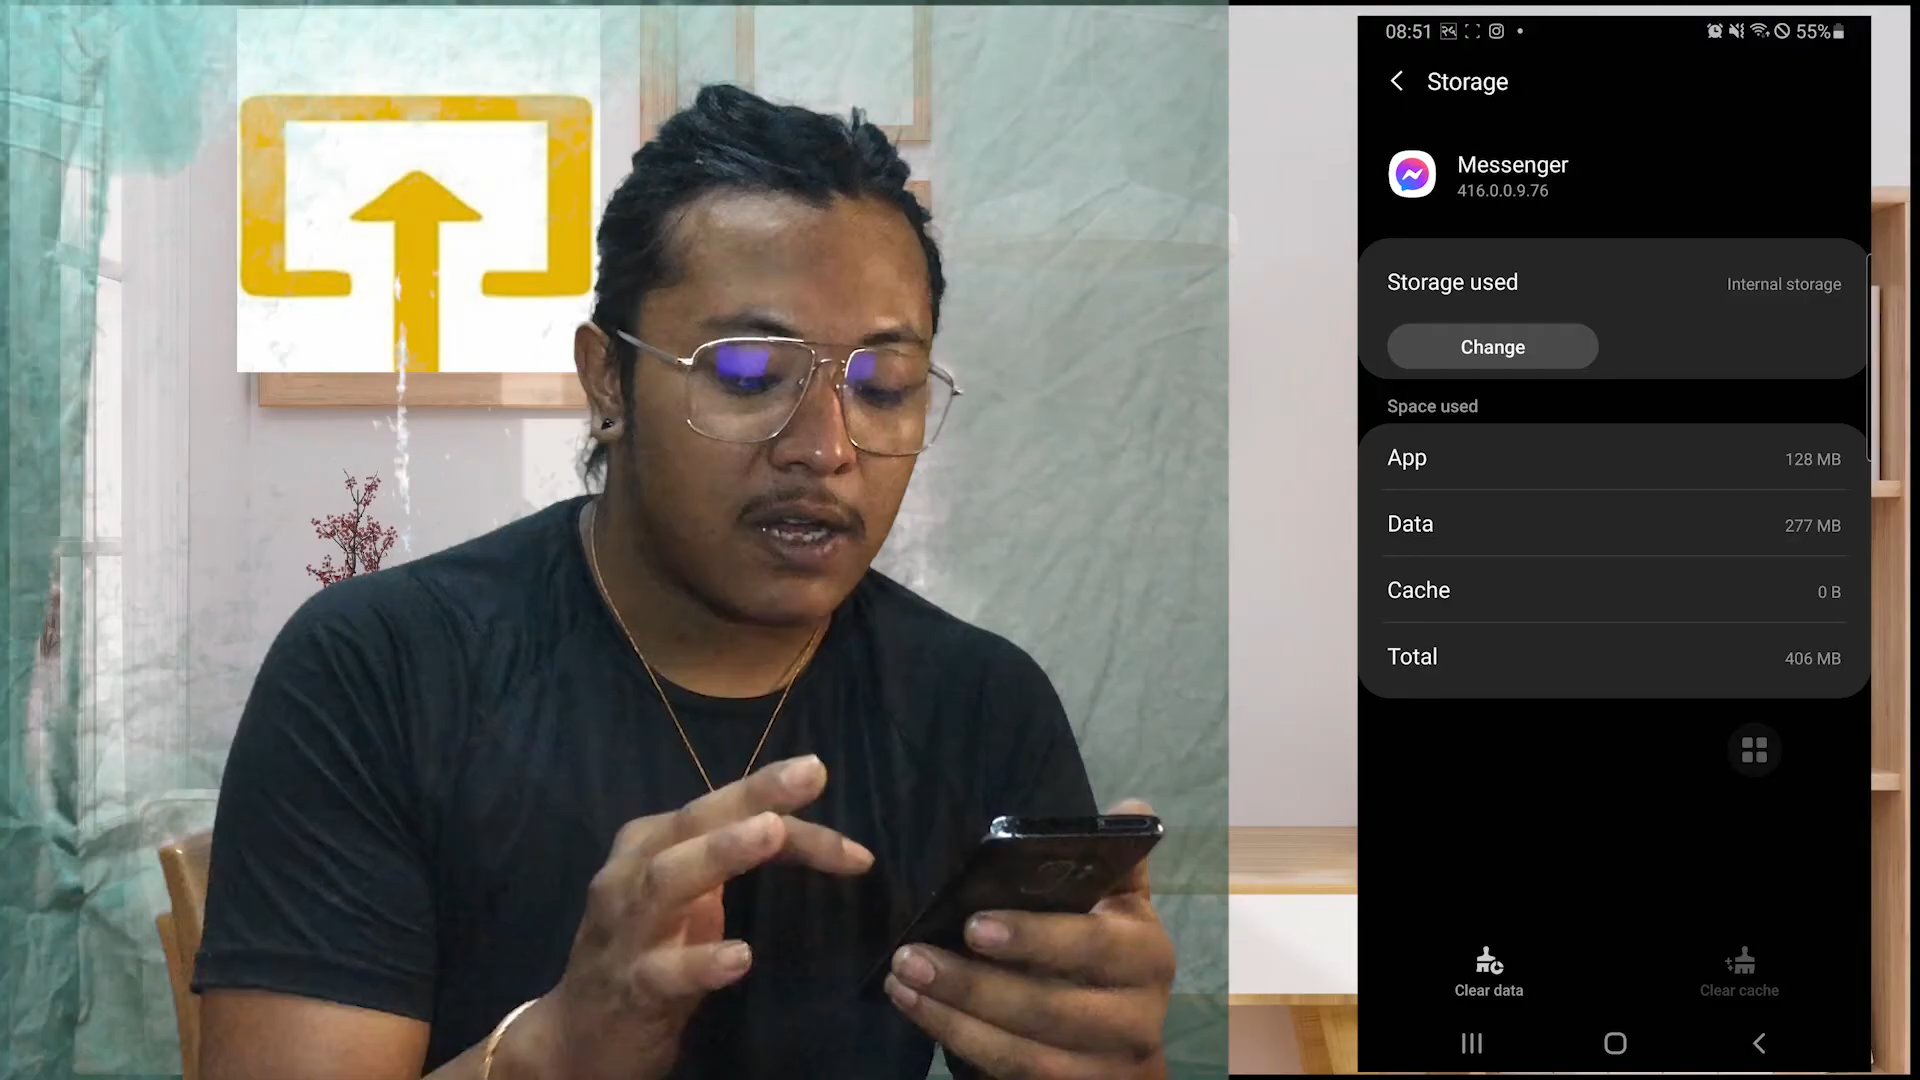 08:51
55%
Storage
Messenger
416.0.0.9.76
Storage used
Internal storage
Change
Space used
App
128 MB
Data
277 MB
Cache
0 B
Total
406 MB
Clear data
Clear cache